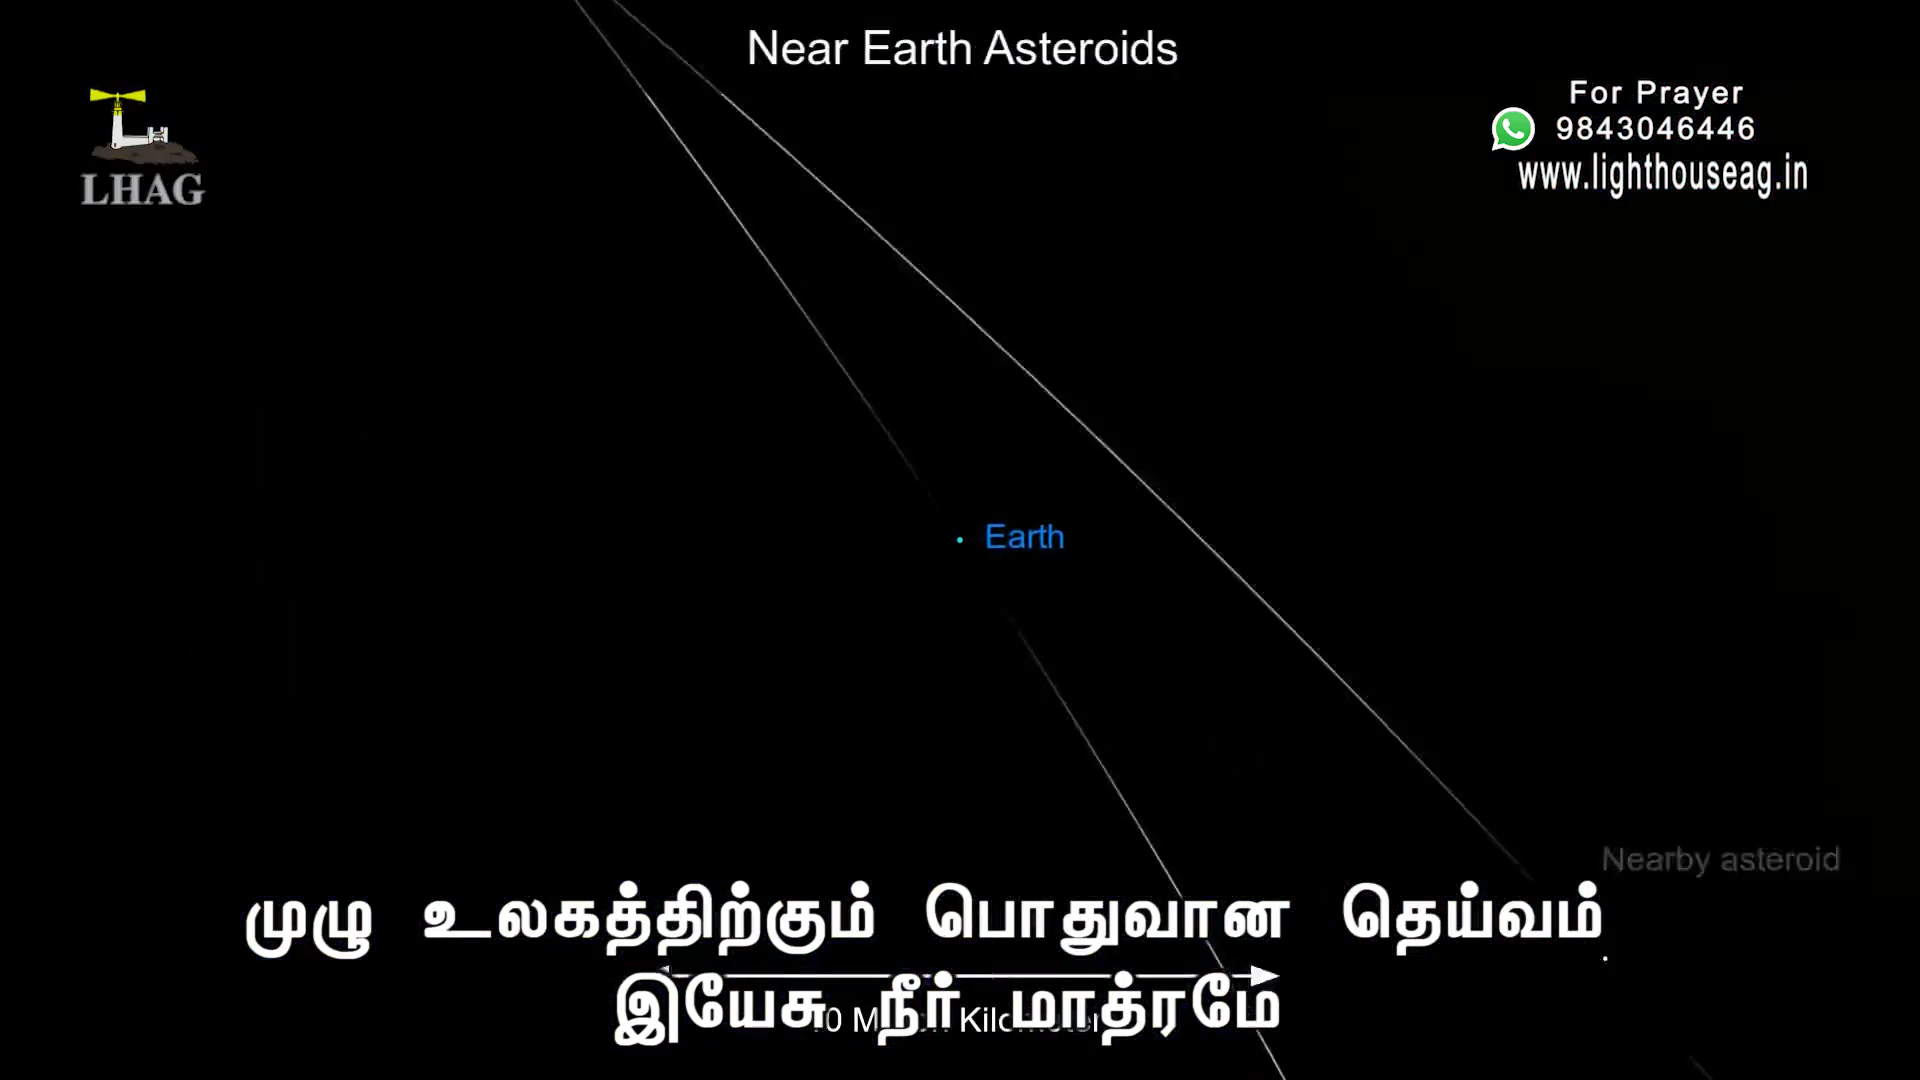 Near Earth Asteroids
LHAG
For Prayer
9843046446
www.lighthouseag.in
Earth
Nearby asteroid
முழு உலகத்திற்கும் பொதுவான தெய்வம்
இயேசு நீர் மாத்ரமே